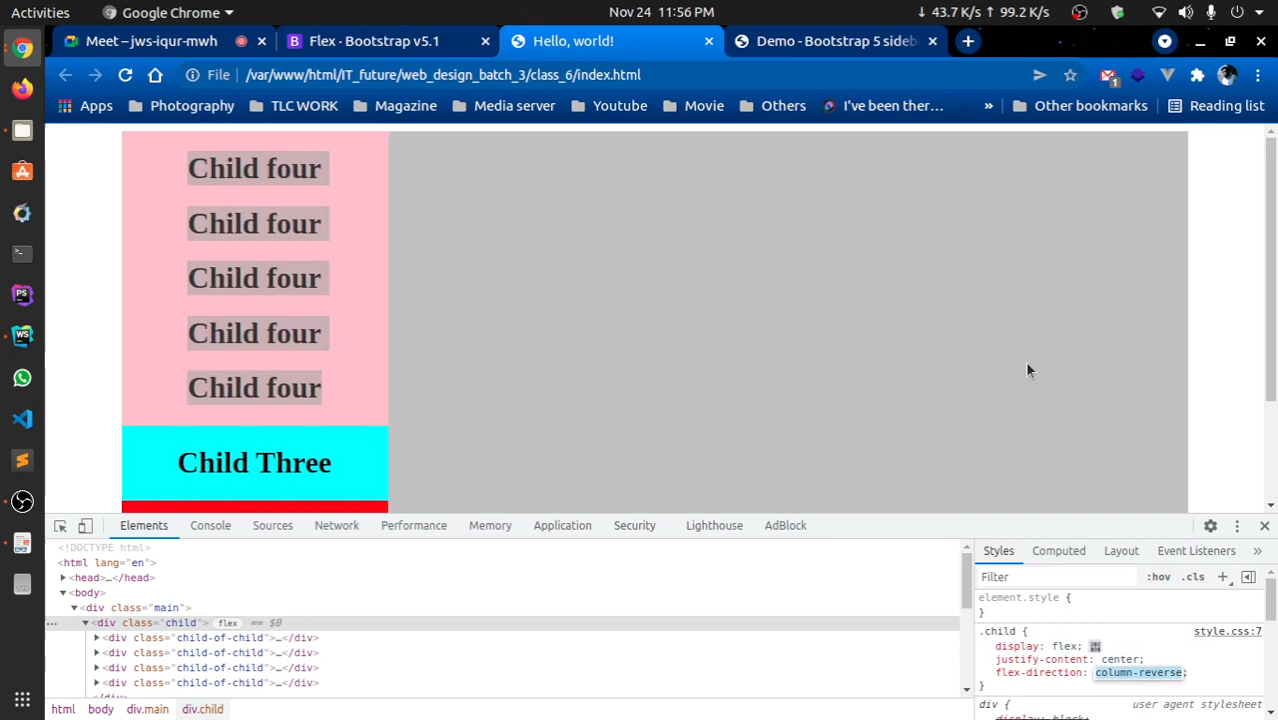 Activities
Google Chrome
Nov 24 11:56 PM
↓ 43.7 K/s ↑ 99.2 K/s
Meet – jws-iqur-mwh
Flex · Bootstrap v5.1
Hello, world!
Demo - Bootstrap 5 sideb
File
/var/www/html/IT_future/web_design_batch_3/class_6/index.html
1
Apps
Photography
TLC WORK
Magazine
Media server
Youtube
Movie
Others
I've been ther...
»
Other bookmarks
Reading list
Child four
Child four
Child four
Child four
Child four
Child Three
Elements
Console
Sources
Network
Performance
Memory
Application
Security
Lighthouse
AdBlock
<!DOCTYPE html>
<html lang="en">
<head>…</head>
<body>
<div class="main">
<div class="child"> flex == $0
<div class="child-of-child">…</div>
<div class="child-of-child">…</div>
<div class="child-of-child">…</div>
<div class="child-of-child">…</div>
</div>
html body div.main div.child
Styles
Computed
Layout
Event Listeners
»
Filter
:hov .cls +
element.style {
}
.child { style.css:7
display: flex;
justify-content: center;
flex-direction: column-reverse;
}
div { user agent stylesheet
display: block;
PS
WS
SSD